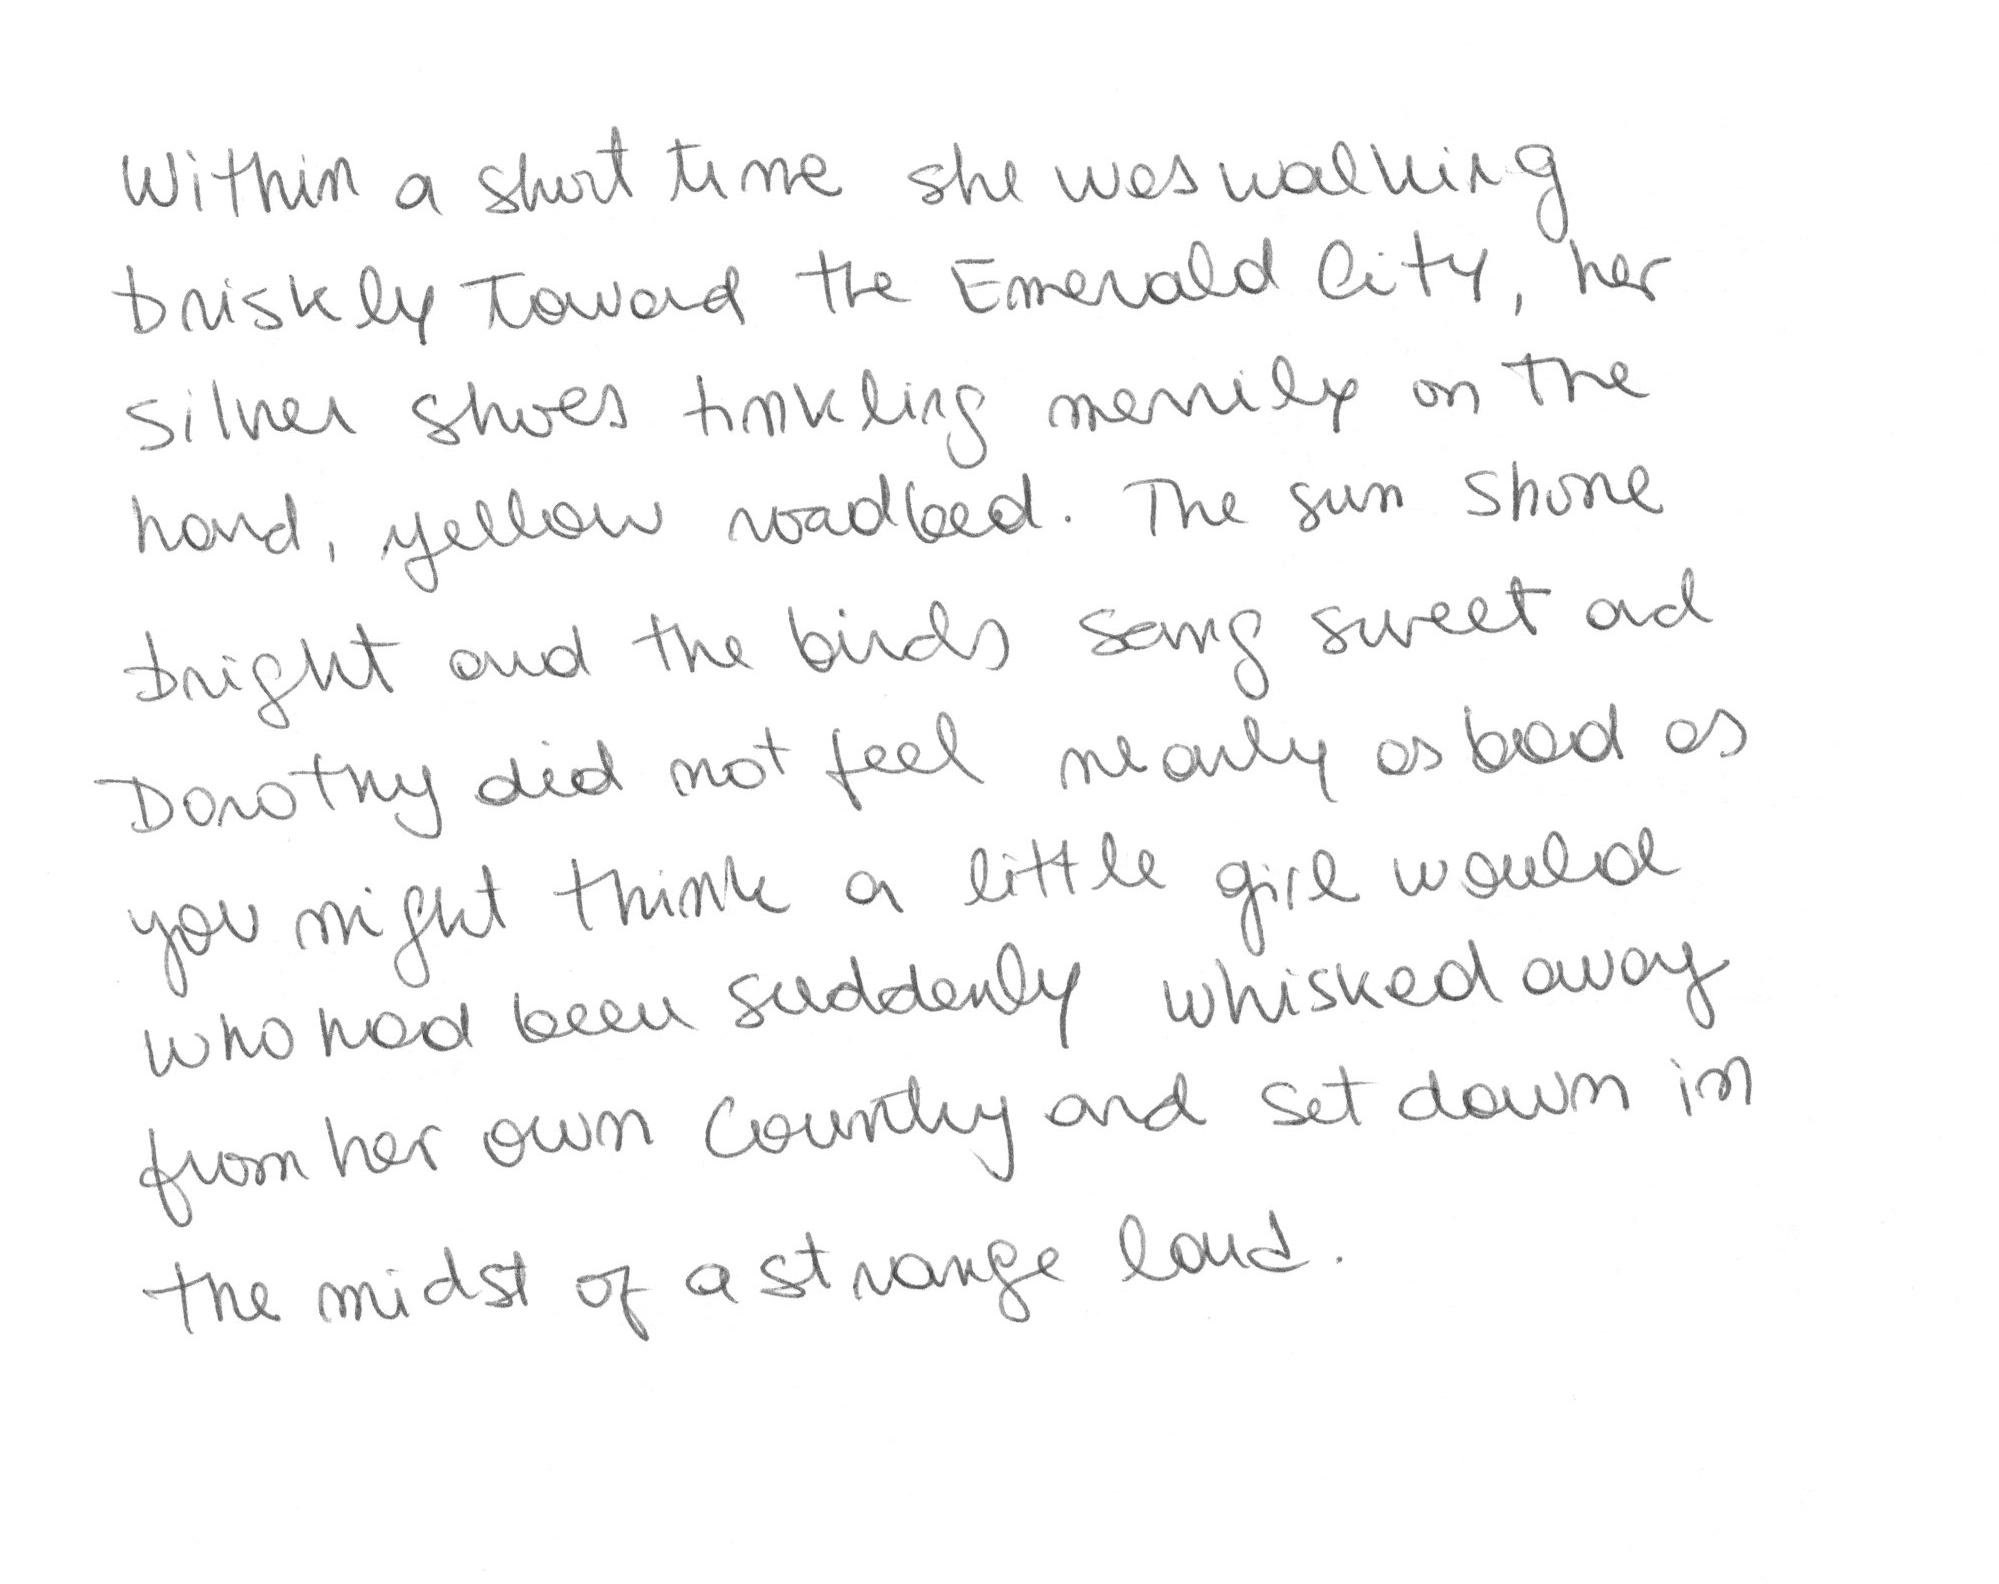 Within a short time she was walking
briskly toward the Emerald City, her
silver shoes tinkling merrily on the
hard, yellow roadbed. The sun shone
bright and the birds sang sweet and
Dorothy did not feel nearly as bad as
you might think a little girl would
who had been suddenly whisked away
from her own country and set down in
the midst of a strange land.